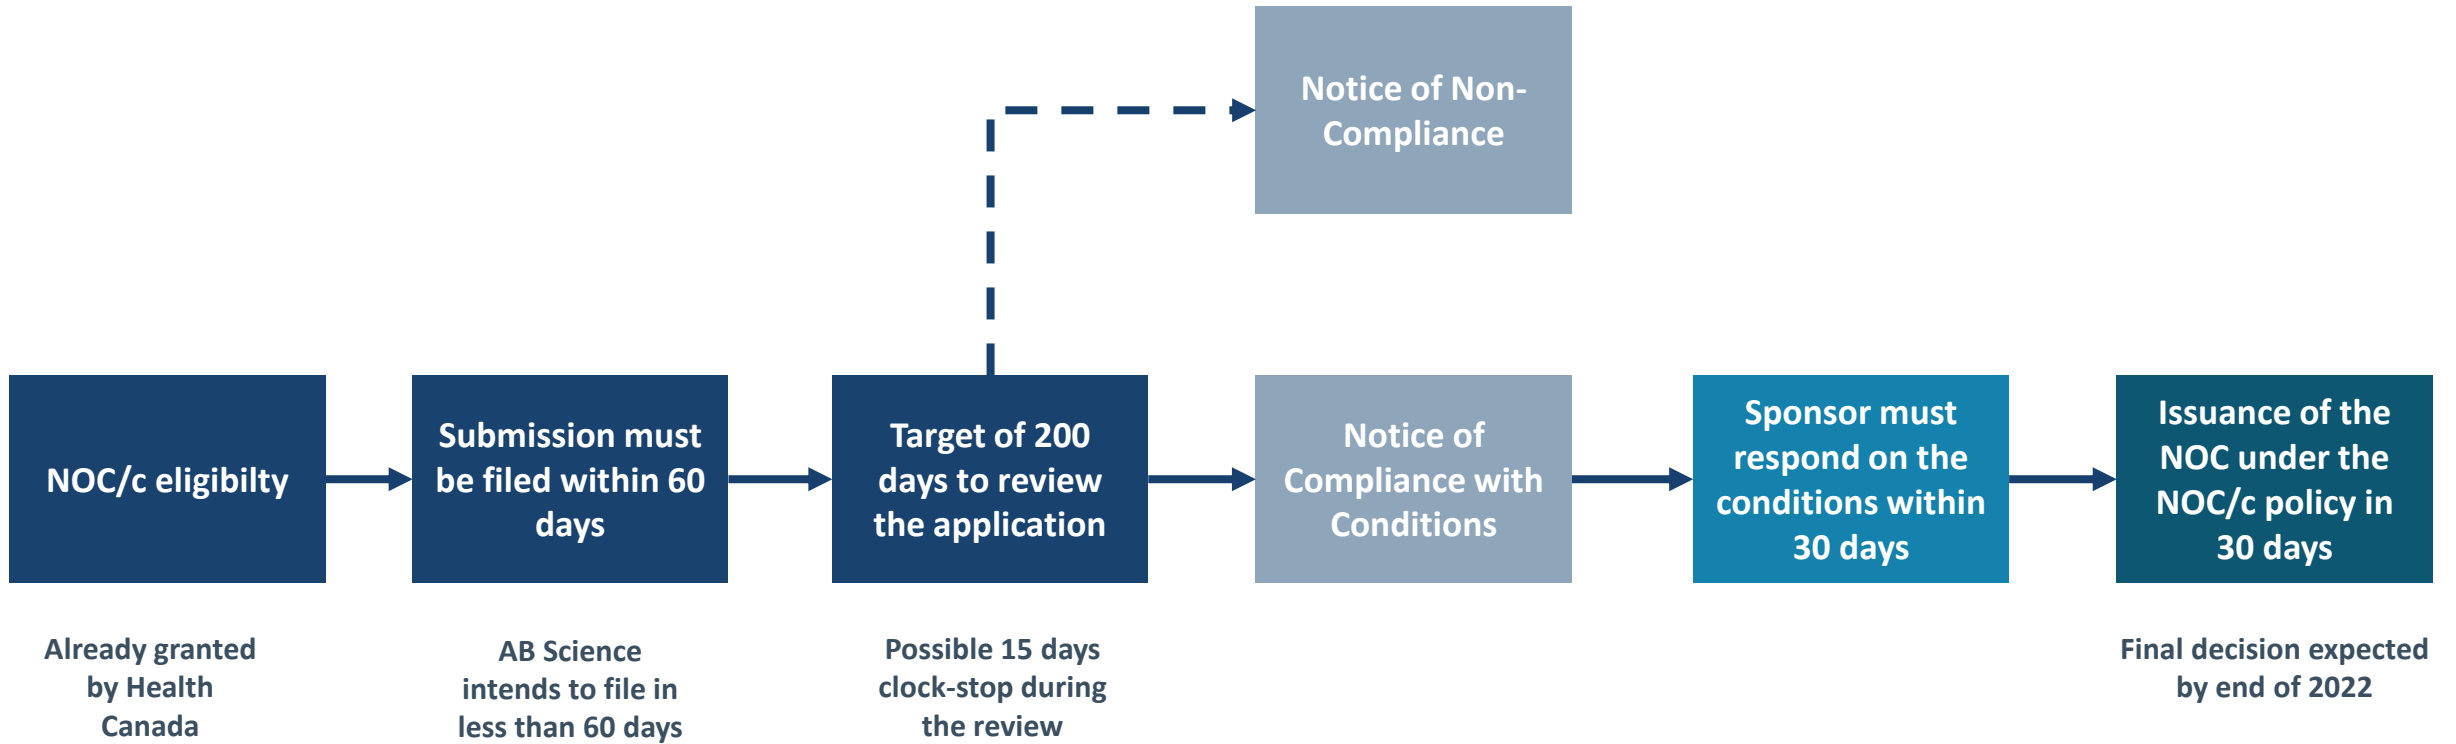 Notice of Non-
Compliance
NOC/c eligibilty
Submission must
be filed within 60
days
Target of 200
days to review
the application
Notice of
Compliance with
Conditions
Sponsor must
respond on the
conditions within
30 days
Issuance of the
NOC under the
NOC/c policy in
30 days
Already granted
by Health
Canada
AB Science
intends to file in
less than 60 days
Possible 15 days
clock-stop during
the review
Final decision expected
by end of 2022